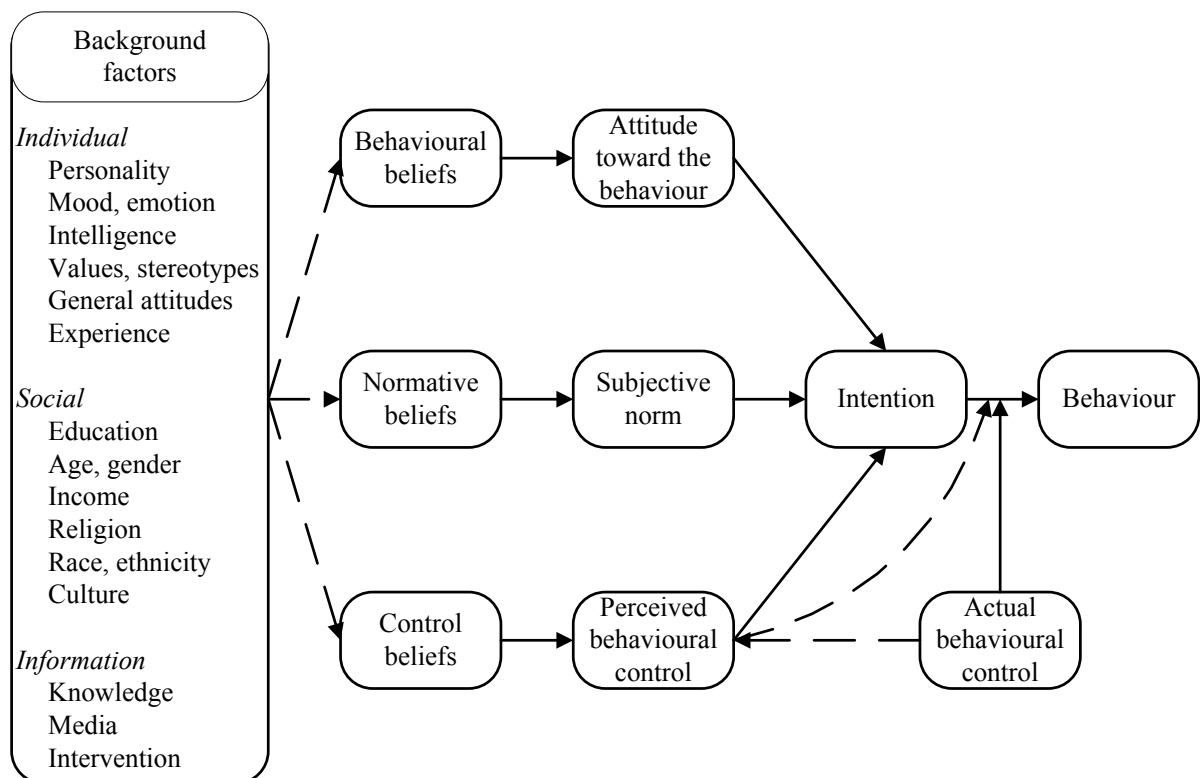 Background
factors
Individual
Personality
Mood, emotion
Intelligence
Values, stereotypes
General attitudes
Experience
Social
Education
Age, gender
Income
Religion
Race, ethnicity
Culture
Information
Knowledge
Media
Intervention
Behavioural
beliefs
Attitude
toward the
behaviour
Normative
beliefs
Subjective
norm
Intention
Behaviour
Control
beliefs
Perceived
behavioural
control
Actual
behavioural
control